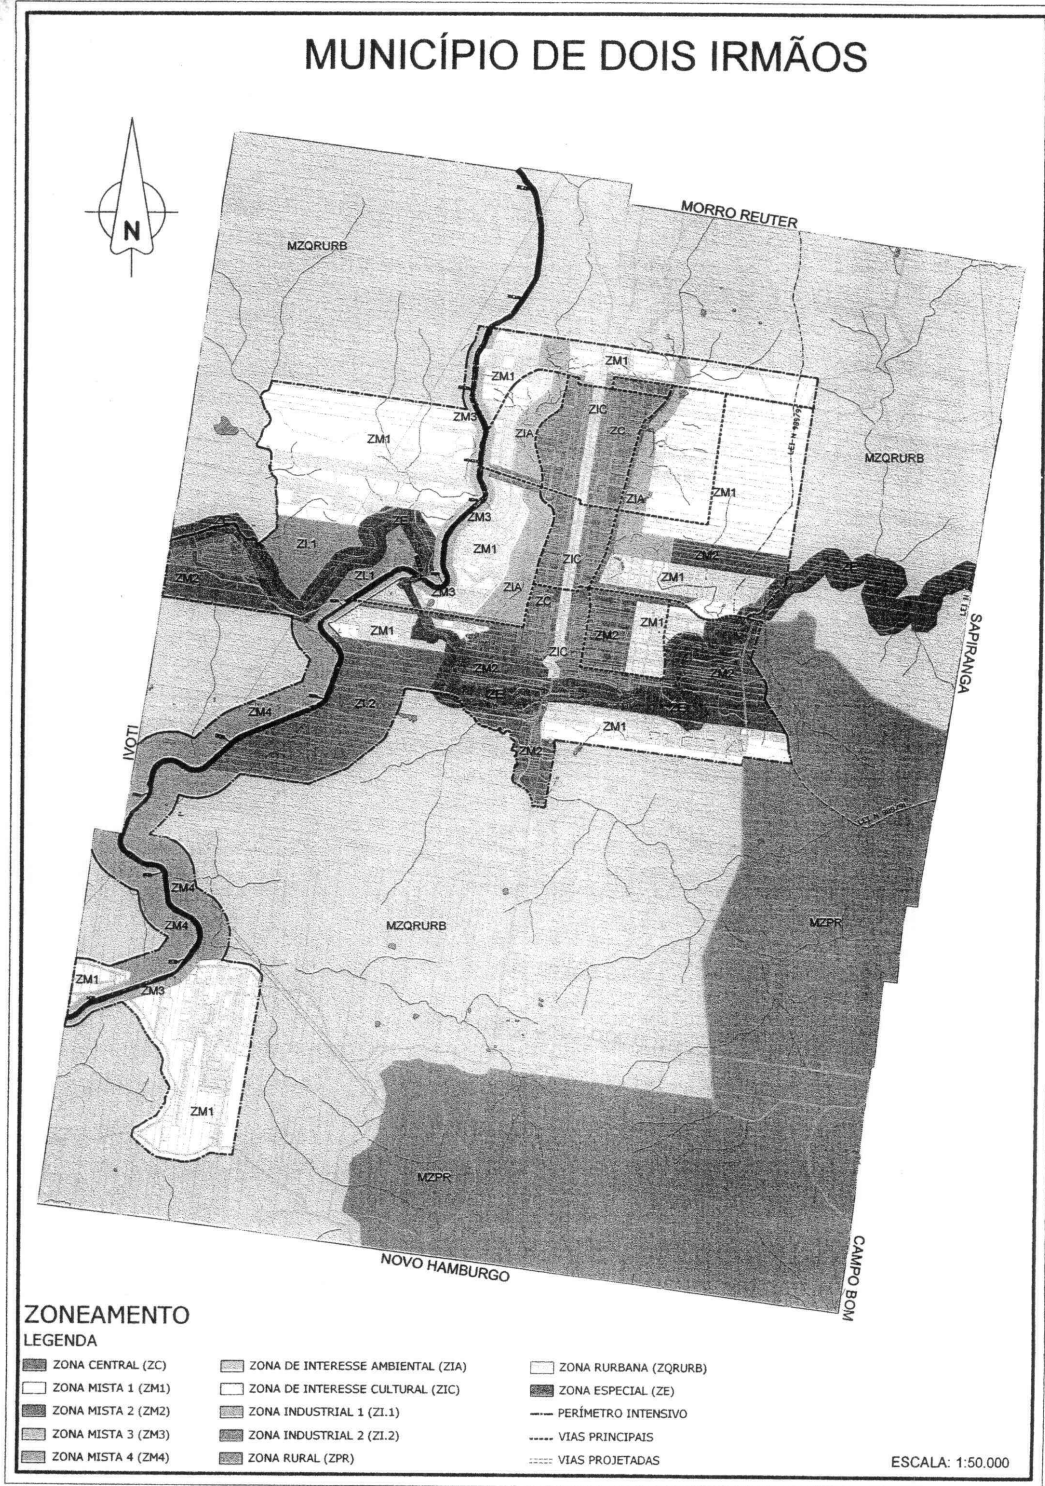 MUNICÍPIO DE DOIS IRMÃOS
N
MORRO REUTER
MZQRURB
ZM1
ZM1
ZIC
ZM3
ZC
ZM1
ZIA
MZQRURB
ZM1
ZIA
ZM3
ZE
ZI.1
ZM1
ZM2
ZIC
ZE
ZM2
ZI.1
ZM1
ZM3
ZIA
ZC
ZM1
ZM1
ZM2
SAPIRANGA
ZIC
ZM2
ZM2
ZE
ZI.2
ZM4
ZE
ZM1
IVOTI
ZM2
ZM4
ZM4
MZQRURB
MZPR
ZM1
ZM3
ZM1
MZPR
NOVO HAMBURGO
CAMPO BOM
ZONEAMENTO
LEGENDA
ZONA CENTRAL (ZC)
ZONA MISTA 1 (ZM1)
ZONA MISTA 2 (ZM2)
ZONA MISTA 3 (ZM3)
ZONA MISTA 4 (ZM4)
ZONA DE INTERESSE AMBIENTAL (ZIA)
ZONA DE INTERESSE CULTURAL (ZIC)
ZONA INDUSTRIAL 1 (ZI.1)
ZONA INDUSTRIAL 2 (ZI.2)
ZONA RURAL (ZPR)
ZONA RURBANA (ZQRURB)
ZONA ESPECIAL (ZE)
PERÍMETRO INTENSIVO
VIAS PRINCIPAIS
VIAS PROJETADAS
ESCALA: 1:50.000